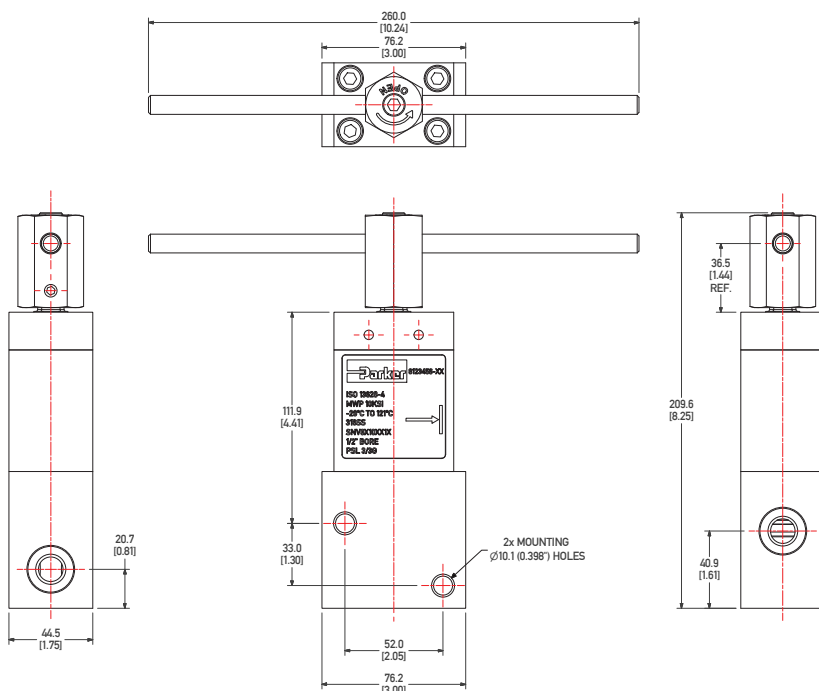 260.0
[10.24]
76.2
[3.00]
OPEN
36.5
[1.44]
REF.
111.9
[4.41]
209.6
[8.25]
Parker
8123456-XX
ISO 13628-4
MWP 10KSI
-29°C TO 121°C
316SS
1/2" BORE
PSL 3/3G
20.7
[0.81]
33.0
[1.30]
2x MOUNTING
Ø10.1 (0.398") HOLES
40.9
[1.61]
44.5
[1.75]
52.0
[2.05]
76.2
[3.00]